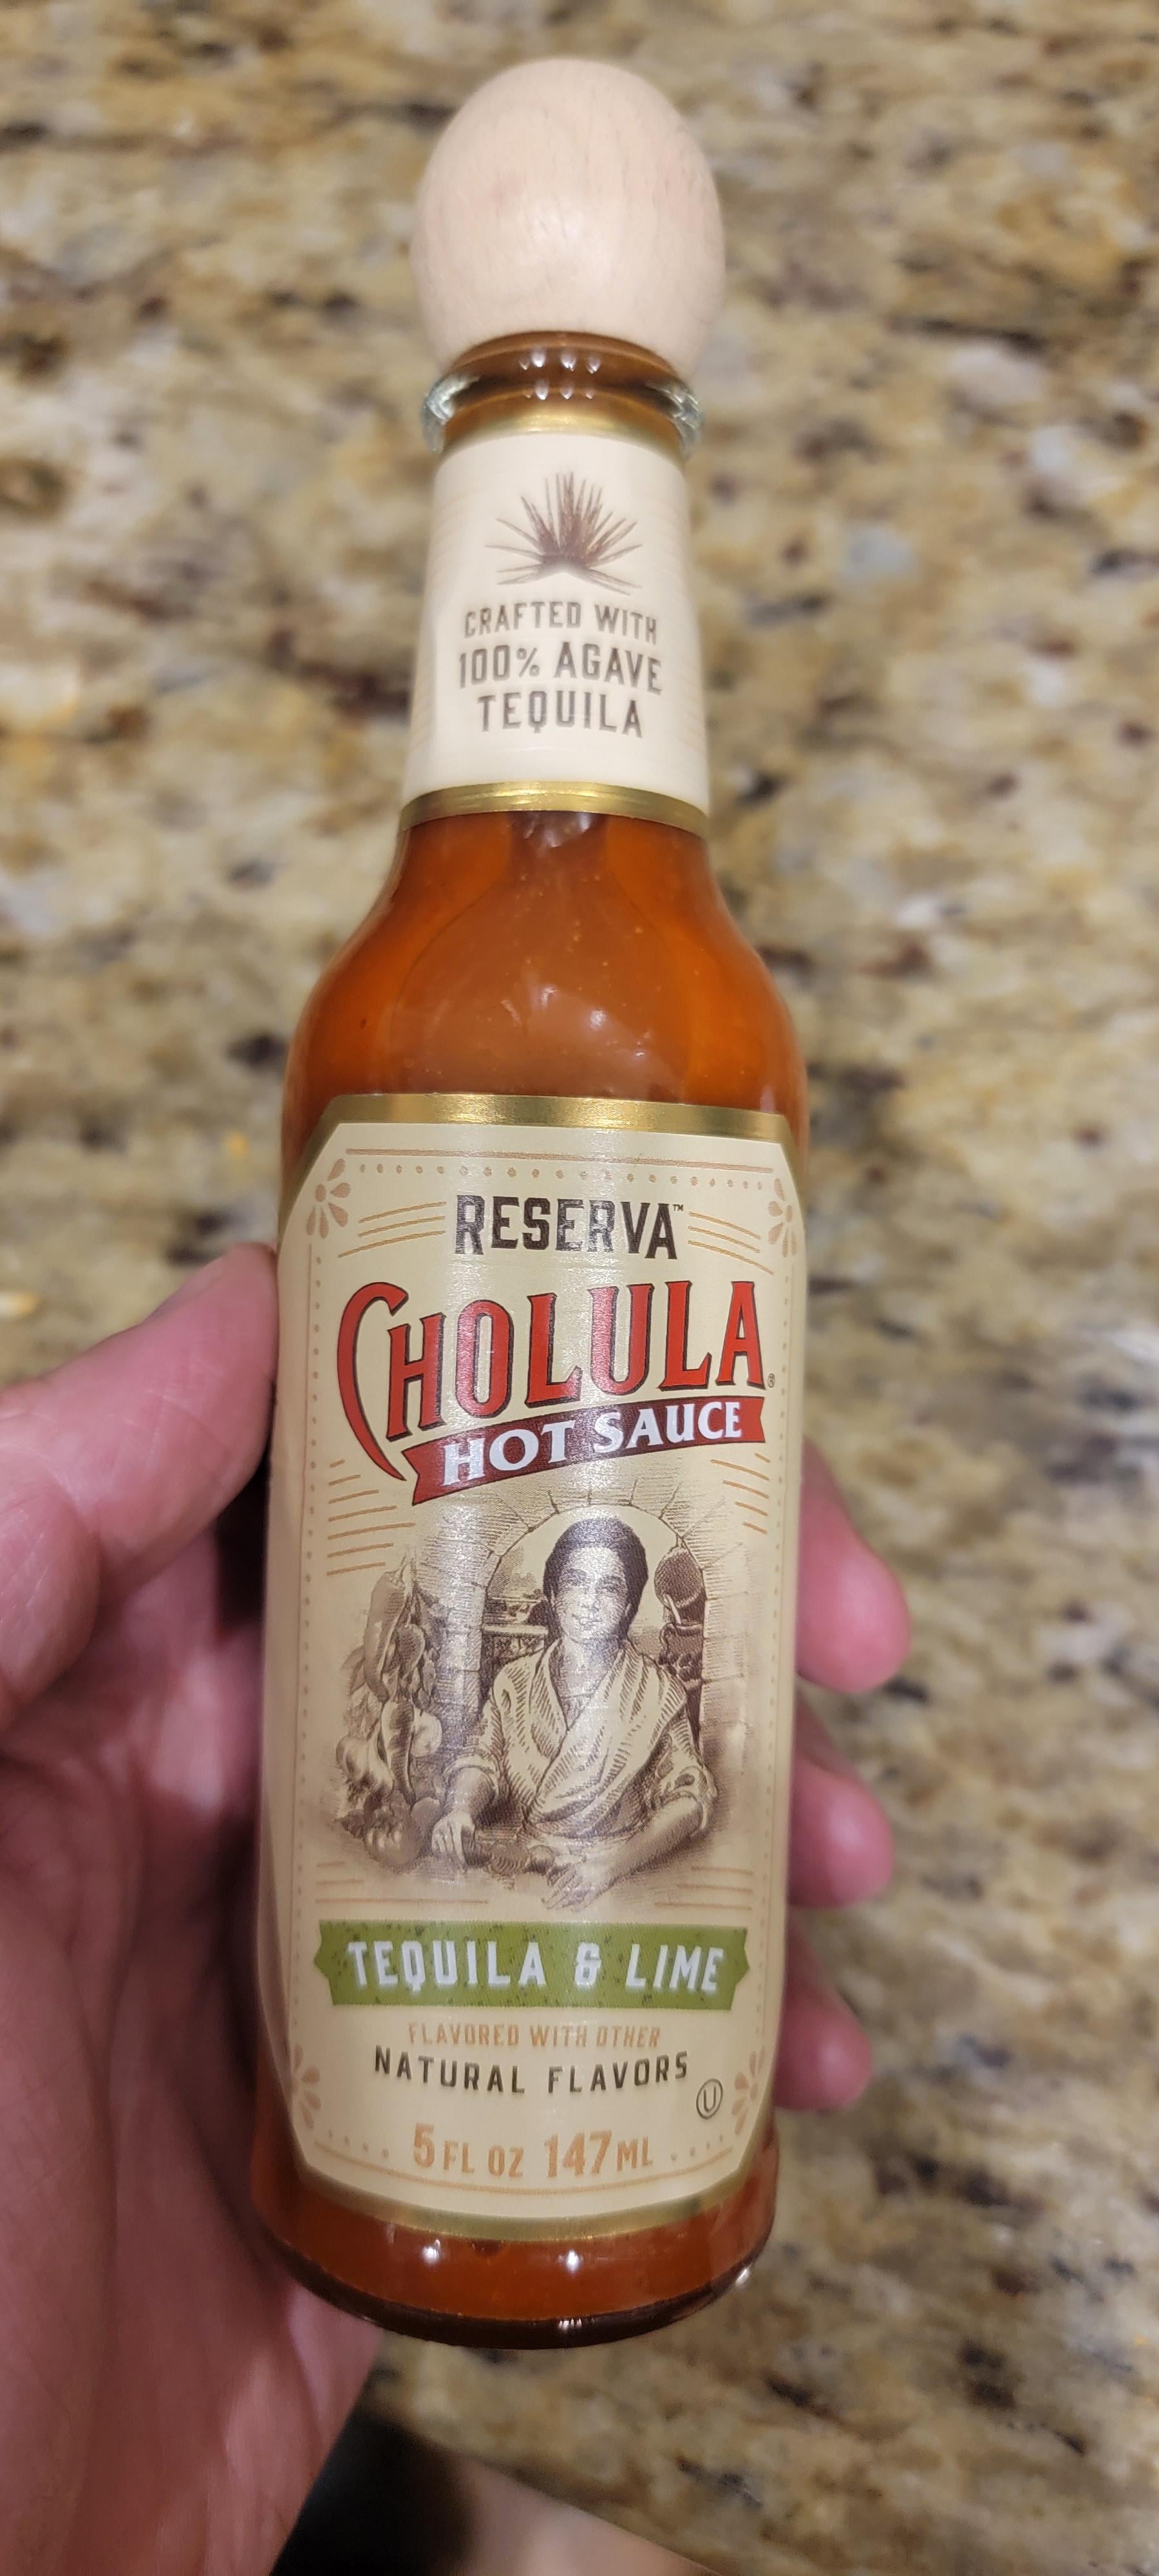 CRAFTED WITH
100% AGAVE
TEQUILA
RESERVA™
CHOLULA®
HOT SAUCE
TEQUILA & LIME
FLAVORED WITH OTHER
NATURAL FLAVORS
U
5 FL OZ 147 ML